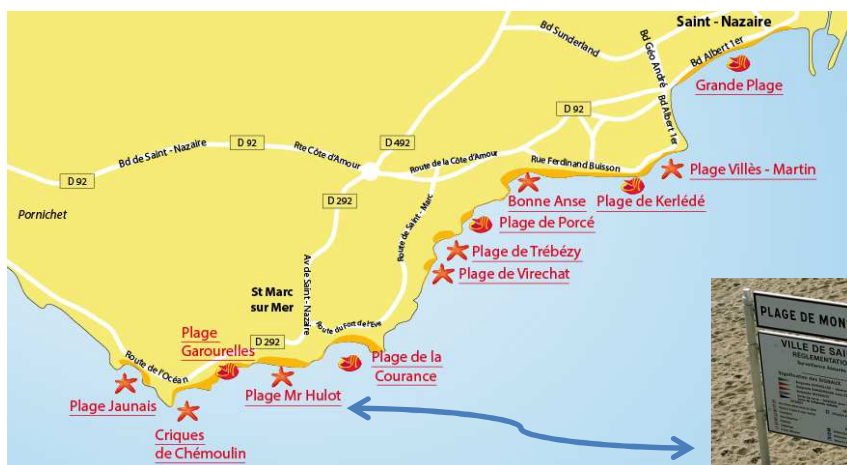 Saint - Nazaire
Bd Sunderland
Bd Géo André
Bd Albert 1er
Grande Plage
D 92
Bd Albert 1er
D 492
D 92
Rte Côte d'Amour
Bd de Saint - Nazaire
Route de la Côte d'Amour
Rue Ferdinand Buisson
Plage Villès - Martin
D 92
Bonne Anse
Plage de Kerlédé
D 292
Pornichet
Plage de Porcé
Route de Saint - Marc
Plage de Trébézy
Plage de Virechat
Av de Saint - Nazaire
St Marc
sur Mer
PLAGE DE MON
Route du Fort de l'Eve
VILLE DE SAI
Plage
Garourelles
D 292
Plage de la
Courance
Route de l'Océan
Plage Jaunais
Plage Mr Hulot
Criques
de Chémoulin